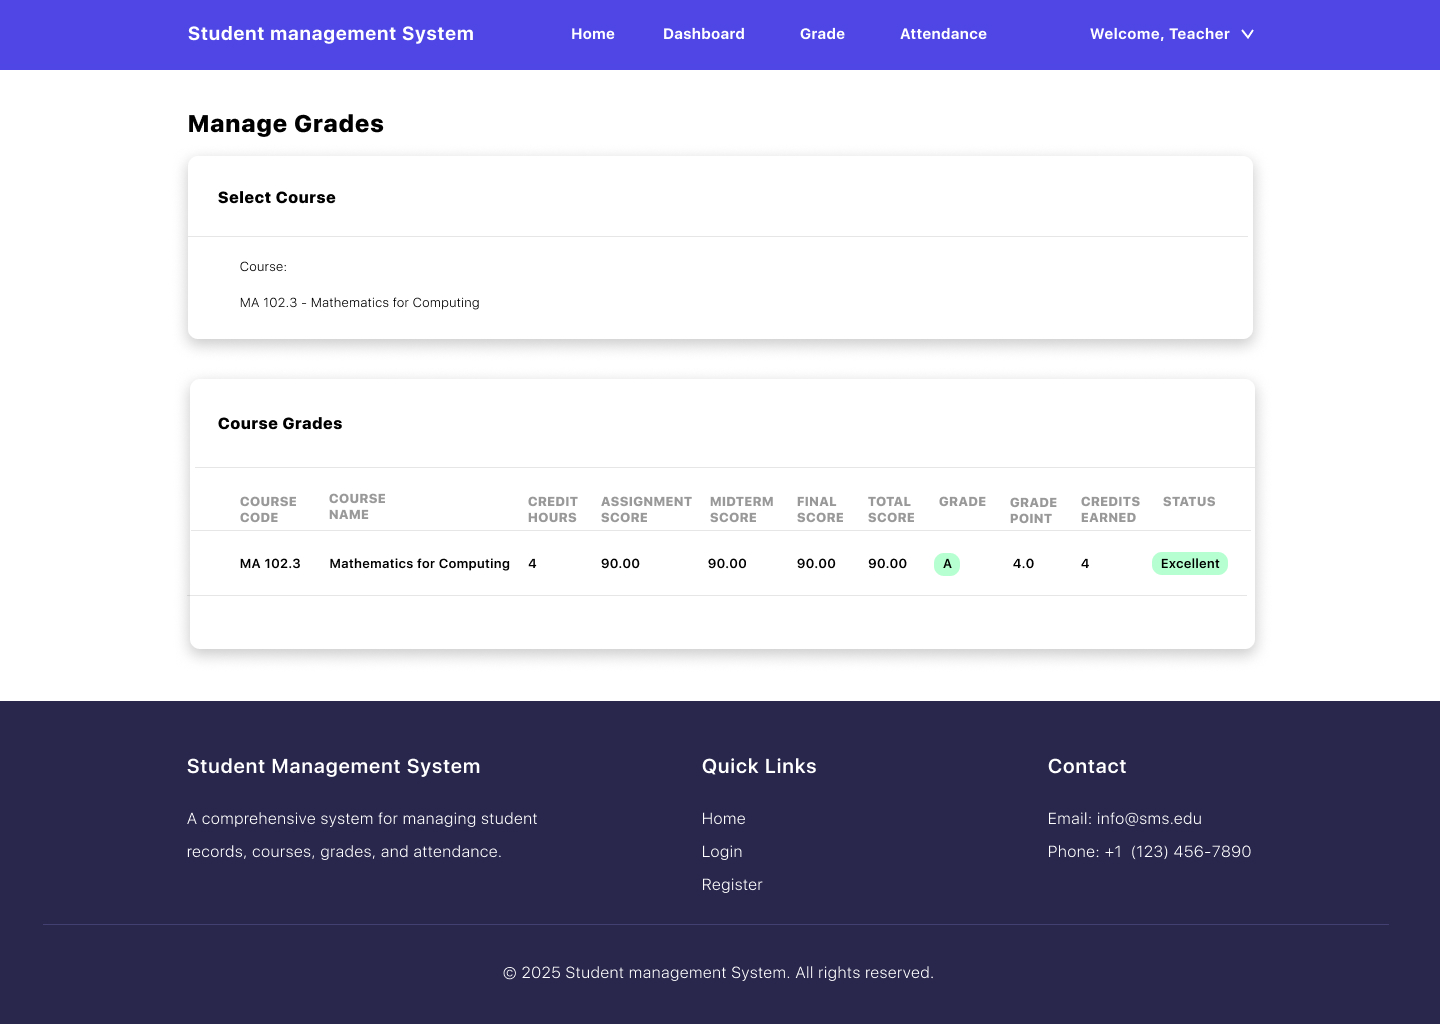 Student management System
Home
Dashboard
Grade
Attendance
Welcome, Teacher
Manage Grades
Select Course
Course:
MA 102.3 - Mathematics for Computing
Course Grades
COURSE
CODE
COURSE
NAME
CREDIT
HOURS
ASSIGNMENT
SCORE
MIDTERM
SCORE
FINAL
SCORE
TOTAL
SCORE
GRADE
GRADE
POINT
CREDITS
EARNED
STATUS
MA 102.3
Mathematics for Computing
4
90.00
90.00
90.00
90.00
A
4.0
4
Excellent
Student Management System
A comprehensive system for managing student
records, courses, grades, and attendance.
Quick Links
Home
Login
Register
Contact
Email: info@sms.edu
Phone: +1  (123) 456-7890
© 2025 Student management System. All rights reserved.